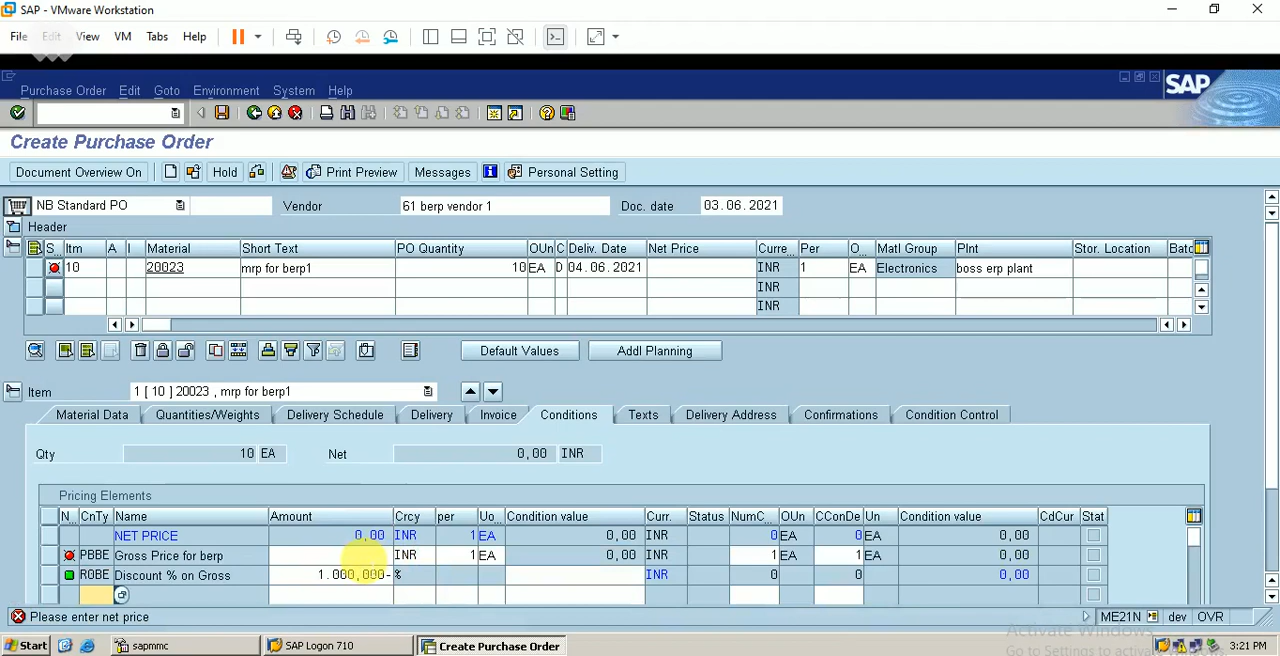 SAP - VMware Workstation
File Edit View VM Tabs Help
Purchase Order Edit Goto Environment System Help
SAP
Create Purchase Order
Document Overview On Hold Print Preview Messages Personal Setting
NB Standard PO Vendor 61 berp vendor 1 Doc. date 03.06.2021
Header
S... Itm A I Material Short Text PO Quantity OUn C Deliv. Date Net Price Curre... Per O... Matl Group Plnt Stor. Location Batc
10 20023 mrp for berp1 10 EA D 04.06.2021 INR 1 EA Electronics boss erp plant
INR
INR
Default Values Addl Planning
Item 1 [ 10 ] 20023 , mrp for berp1
Material Data Quantities/Weights Delivery Schedule Delivery Invoice Conditions Texts Delivery Address Confirmations Condition Control
Qty 10 EA Net 0,00 INR
Pricing Elements
N.. CnTy Name Amount Crcy per Uo... Condition value Curr. Status NumC... OUn CConDe... Un Condition value CdCur Stat
NET PRICE 0,00 INR 1 EA 0,00 INR 0 EA 0 EA 0,00
PBBE Gross Price for berp INR 1 EA 0,00 INR 1 EA 1 EA 0,00
R0BE Discount % on Gross 1.000,000- % INR 0 0 0,00
Please enter net price ME21N dev OVR
Activate Windows
Go to Settings to activate Windows.
Start sapmmc SAP Logon 710 Create Purchase Order 3:21 PM